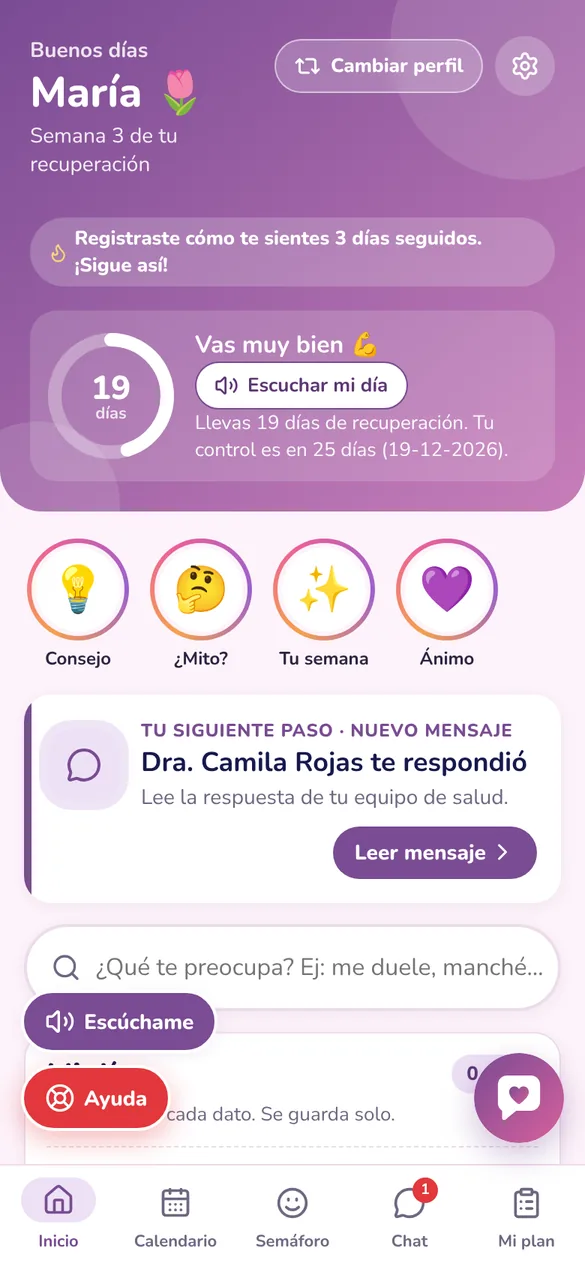 Buenos días
María
Cambiar perfil
Semana 3 de tu
recuperación
Registraste cómo te sientes 3 días seguidos.
¡Sigue así!
19
días
Vas muy bien
Escuchar mi día
Llevas 19 días de recuperación. Tu
control es en 25 días (19-12-2026).
Consejo
¿Mito?
Tu semana
Ánimo
TU SIGUIENTE PASO · NUEVO MENSAJE
Dra. Camila Rojas te respondió
Lee la respuesta de tu equipo de salud.
Leer mensaje
¿Qué te preocupa? Ej: me duele, manché...
Escúchame
0
Ayuda
cada dato. Se guarda solo.
1
Inicio
Calendario
Semáforo
Chat
Mi plan